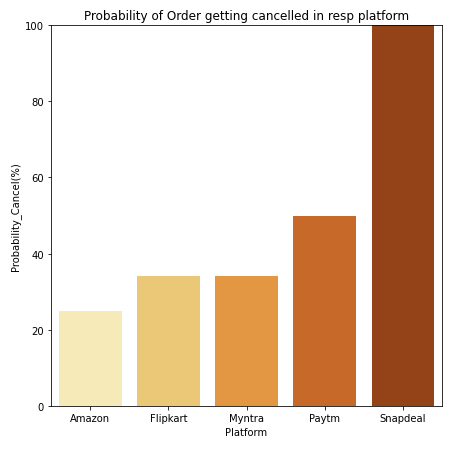 Probability of Order getting cancelled in resp platform
Probability_Cancel(%)
100
80
60
40
20
0
Amazon Flipkart Myntra Paytm Snapdeal
Platform